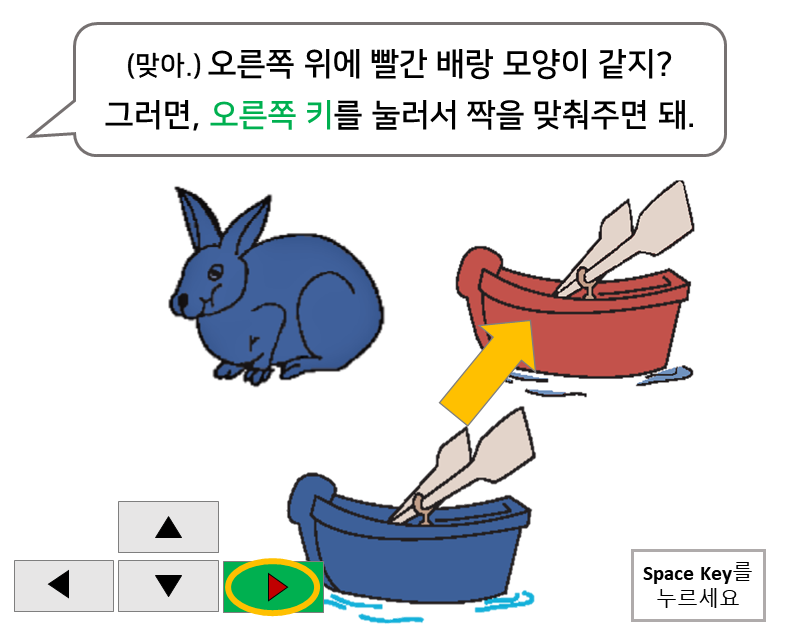 (맞아.) 오른쪽 위에 빨간 배랑 모양이 같지?
그러면, 오른쪽 키를 눌러서 짝을 맞춰주면 돼.
Space Key를
누르세요